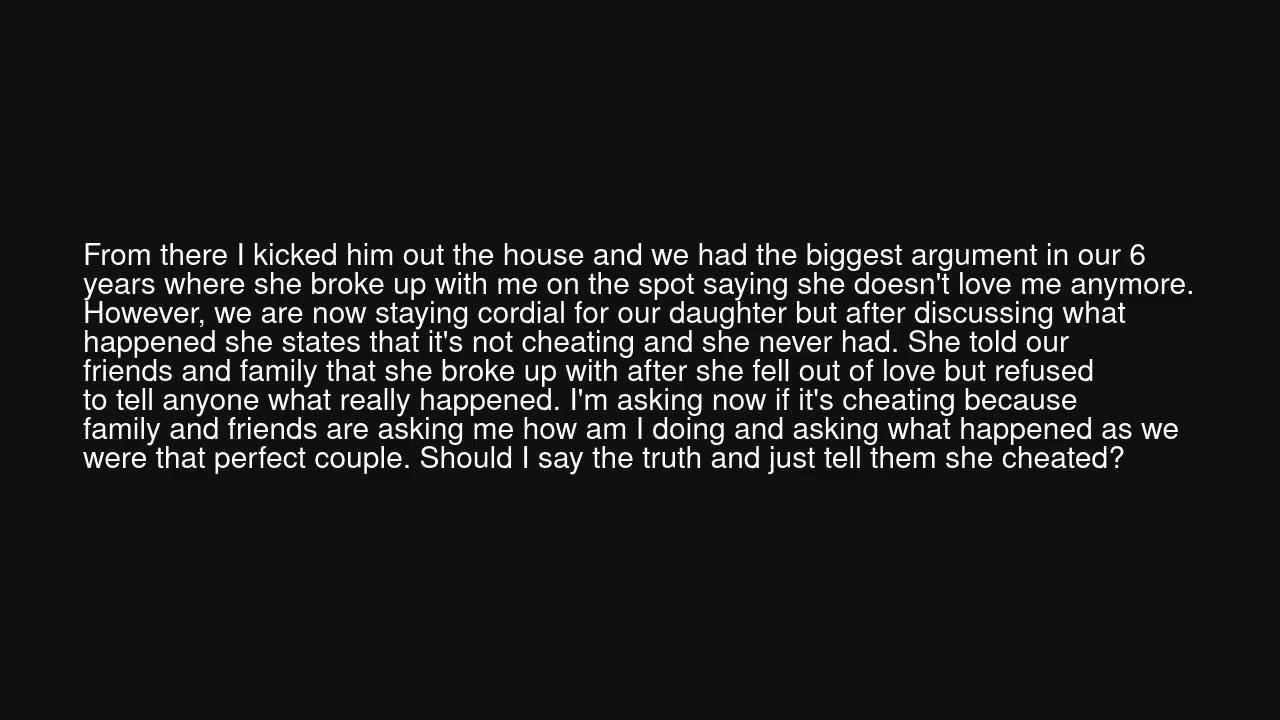 From there I kicked him out the house and we had the biggest argument in our 6
years where she broke up with me on the spot saying she doesn't love me anymore.
However, we are now staying cordial for our daughter but after discussing what
happened she states that it's not cheating and she never had. She told our
friends and family that she broke up with after she fell out of love but refused
to tell anyone what really happened. I'm asking now if it's cheating because
family and friends are asking me how am I doing and asking what happened as we
were that perfect couple. Should I say the truth and just tell them she cheated?